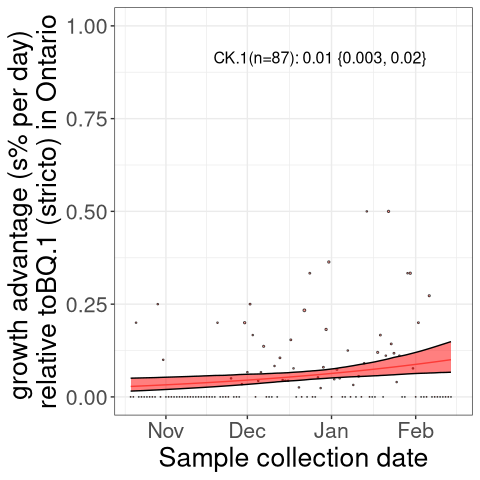 growth advantage (s% per day)
relative toBQ.1 (stricto) in Ontario
1.00
0.75
0.50
0.25
0.00
CK.1(n=87): 0.01 {0.003, 0.02}
Nov Dec Jan Feb
Sample collection date